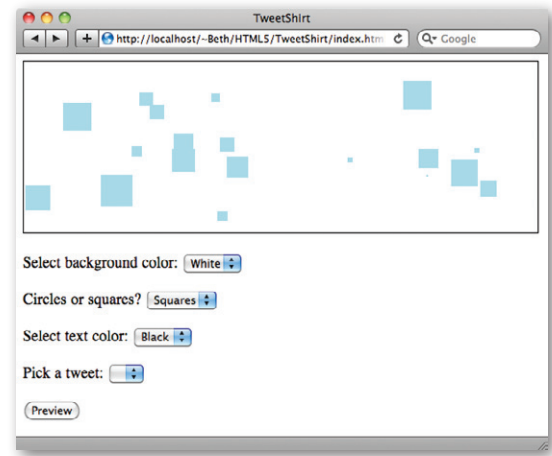 TweetShirt
http://localhost/~Beth/HTML5/TweetShirt/index.htm
Google
Select background color: White
Circles or squares? Squares
Select text color: Black
Pick a tweet:
Preview